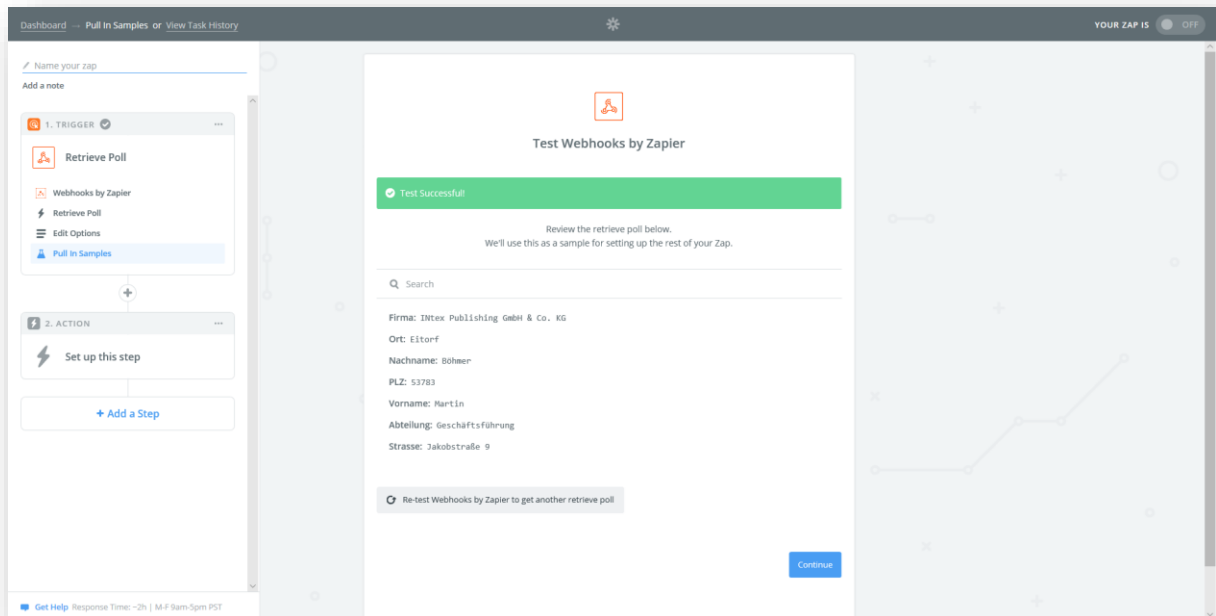 Dashboard → Pull In Samples or View Task History
YOUR ZAP IS OFF
Name your zap
Add a note
1. TRIGGER
Retrieve Poll
Webhooks by Zapier
Retrieve Poll
Edit Options
Pull In Samples
2. ACTION
Set up this step
+ Add a Step
Get Help Response Time: ~2h | M-F 9am-5pm PST
Test Webhooks by Zapier
Test Successful!
Review the retrieve poll below.
We'll use this as a sample for setting up the rest of your Zap.
Search
Firma: INtex Publishing GmbH & Co. KG
Ort: Eitorf
Nachname: Böhmer
PLZ: 53783
Vorname: Martin
Abteilung: Geschäftsführung
Strasse: Jakobstraße 9
Re-test Webhooks by Zapier to get another retrieve poll
Continue